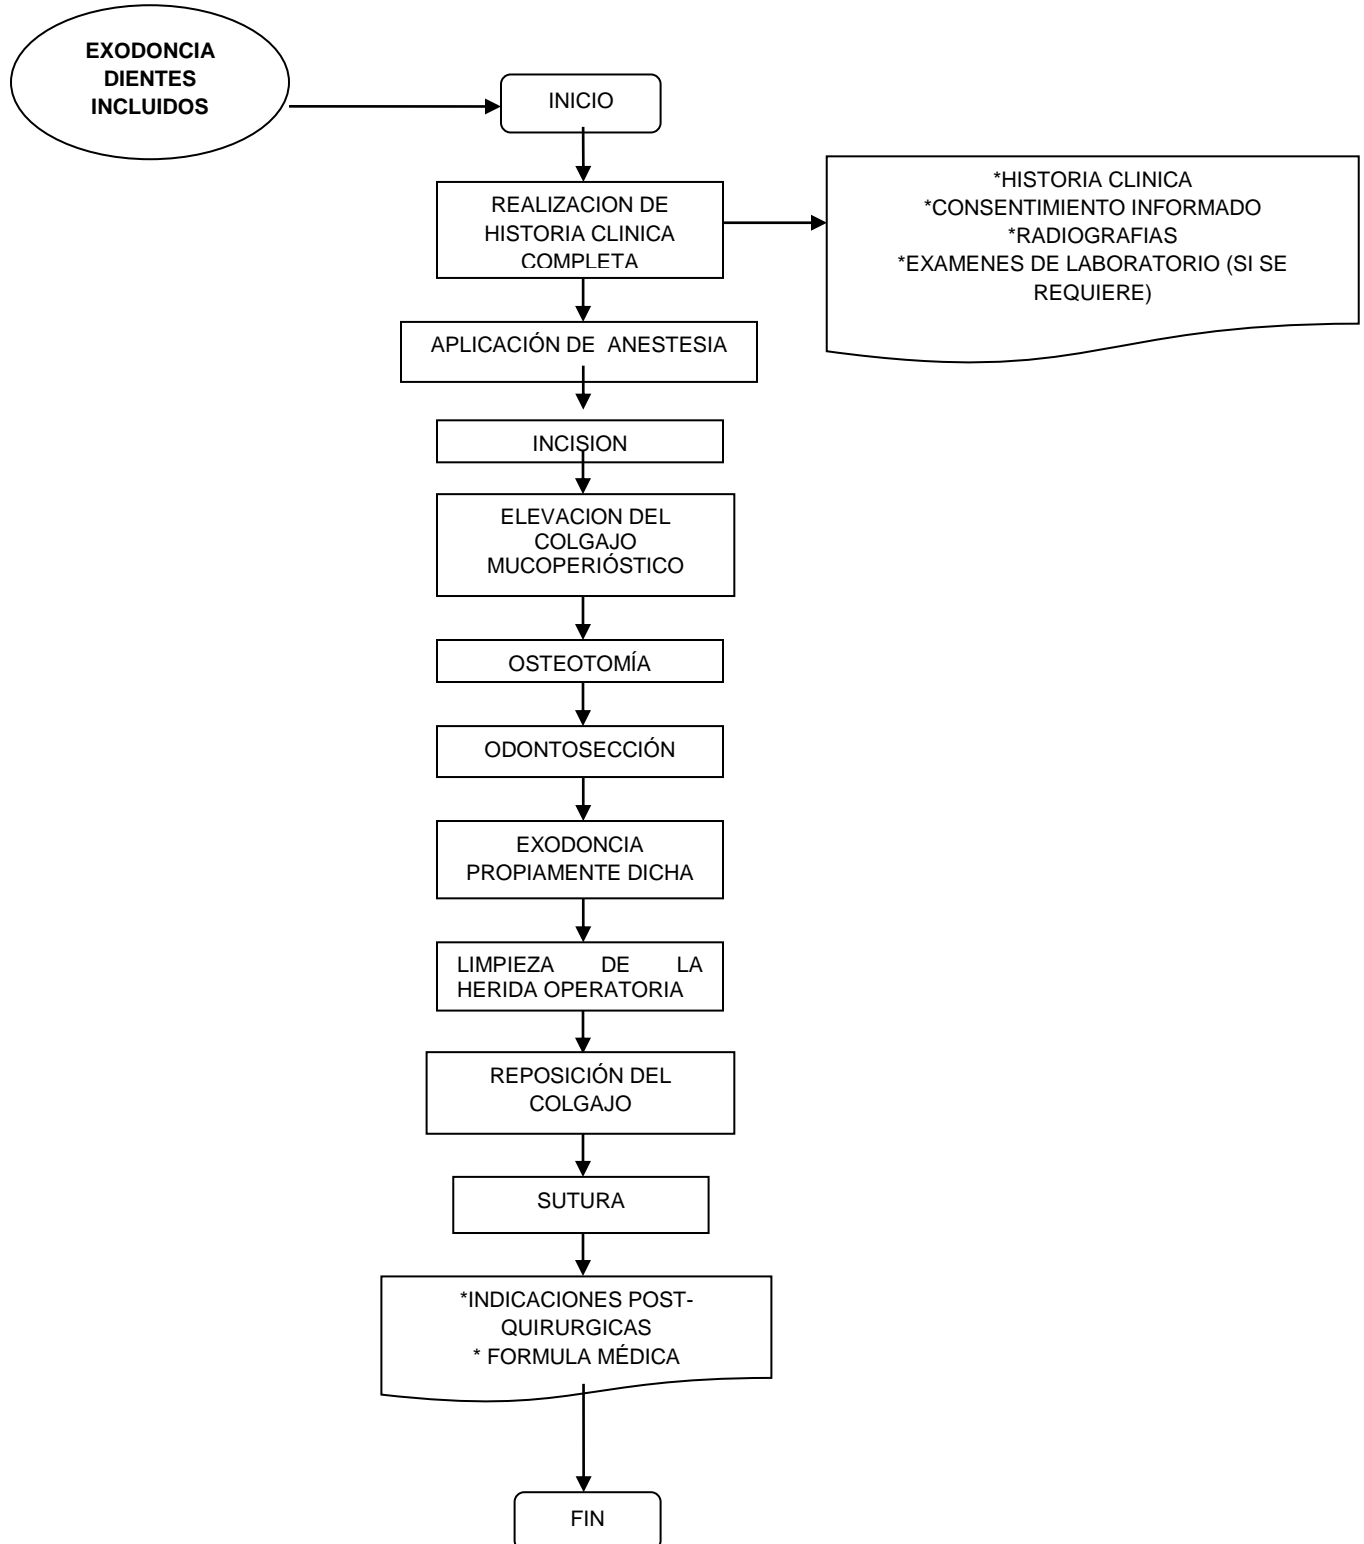 EXODONCIA
DIENTES
INCLUIDOS
INICIO
REALIZACION DE
HISTORIA CLINICA
COMPLETA
*HISTORIA CLINICA
*CONSENTIMIENTO INFORMADO
*RADIOGRAFIAS
*EXAMENES DE LABORATORIO (SI SE
REQUIERE)
APLICACIÓN DE ANESTESIA
INCISION
ELEVACION DEL
COLGAJO
MUCOPERIÓSTICO
OSTEOTOMÍA
ODONTOSECCIÓN
EXODONCIA
PROPIAMENTE DICHA
LIMPIEZA DE LA
HERIDA OPERATORIA
REPOSICIÓN DEL
COLGAJO
SUTURA
*INDICACIONES POST-
QUIRURGICAS
* FORMULA MÉDICA
FIN